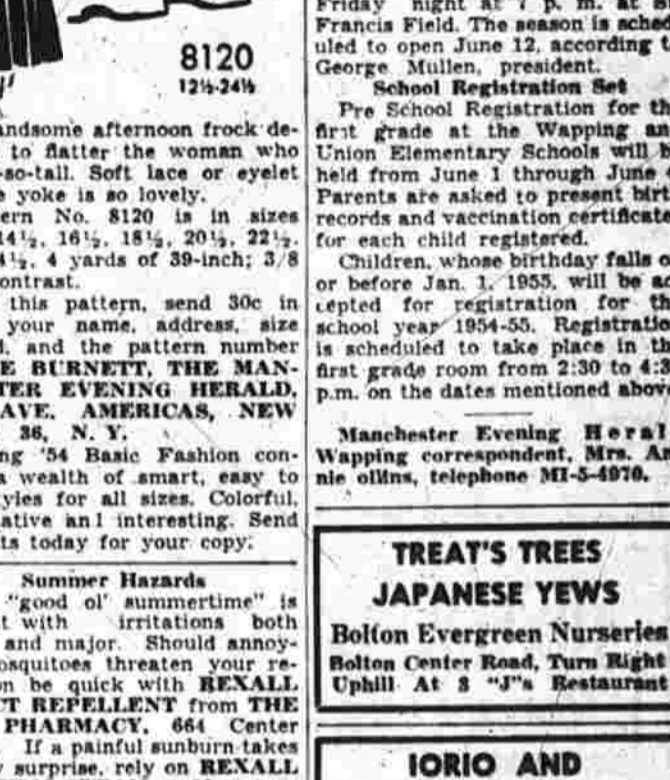 8120
12½-24½
andsome afternoon frock de-
to flatter the woman who
-so-tall. Soft lace or eyelet
e yoke is so lovely.
ern No. 8120 is in sizes
14½, 16½, 18½, 20½, 22½.
4½, 4 yards of 39-inch; 3/8
ontrast.
this pattern, send 30c in
your name, address, size
d, and the pattern number
E BURNETT, THE MAN-
TER EVENING HERALD,
AVE. AMERICAS, NEW
36, N. Y.
ng '54 Basic Fashion con-
a wealth of smart, easy to
tyles for all sizes. Colorful,
ative an1 interesting. Send
ts today for your copy.
Summer Hazards
"good ol' summertime" is
t with irritations both
and major. Should annoy-
osquitoes threaten your re-
on be quick with REXALL
CT REPELLENT from THE
PHARMACY, 664 Center
If a painful sunburn takes
y surprise, rely on REXALL
Friday night at 7 p. m. at
Francis Field. The season is sched
uled to open June 12, according t
George Mullen, president.
School Registration Set
Pre School Registration for th
first grade at the Wapping an
Union Elementary Schools will b
held from June 1 through June
Parents are asked to present birt
records and vaccination certificate
for each child registered.
Children, whose birthday falls o
or before Jan. 1, 1955, will be ac
cepted for registration for th
school year 1954-55. Registratio
is scheduled to take place in th
first grade room from 2:30 to 4:3
p.m. on the dates mentioned above
Manchester Evening Heral
Wapping correspondent, Mrs. An
nie ollins, telephone MI-5-4970.
TREAT'S TREES
JAPANESE YEWS
Bolton Evergreen Nurseries
Bolton Center Road, Turn Right
Uphill At 3 "J"s Restaurant
IORIO AND